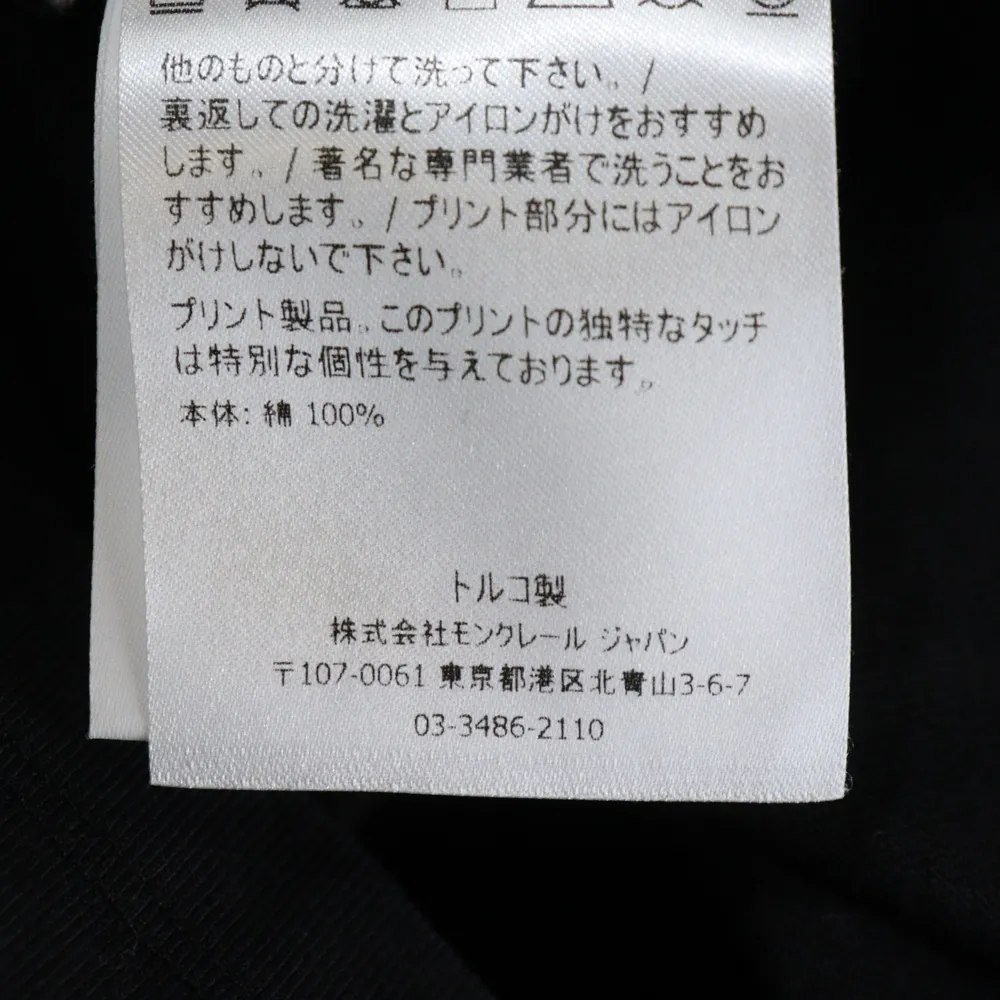 他のものと分けて洗って下さい。/
裏返しての洗濯とアイロンがけをおすすめ
します。/ 著名な専門業者で洗うことをお
すすめします。/ プリント部分にはアイロン
がけしないで下さい。
プリント製品。このプリントの独特なタッチ
は特別な個性を与えております。
本体: 綿 100%
トルコ製
株式会社モンクレール ジャパン
〒107-0061 東京都港区北青山3-6-7
03-3486-2110